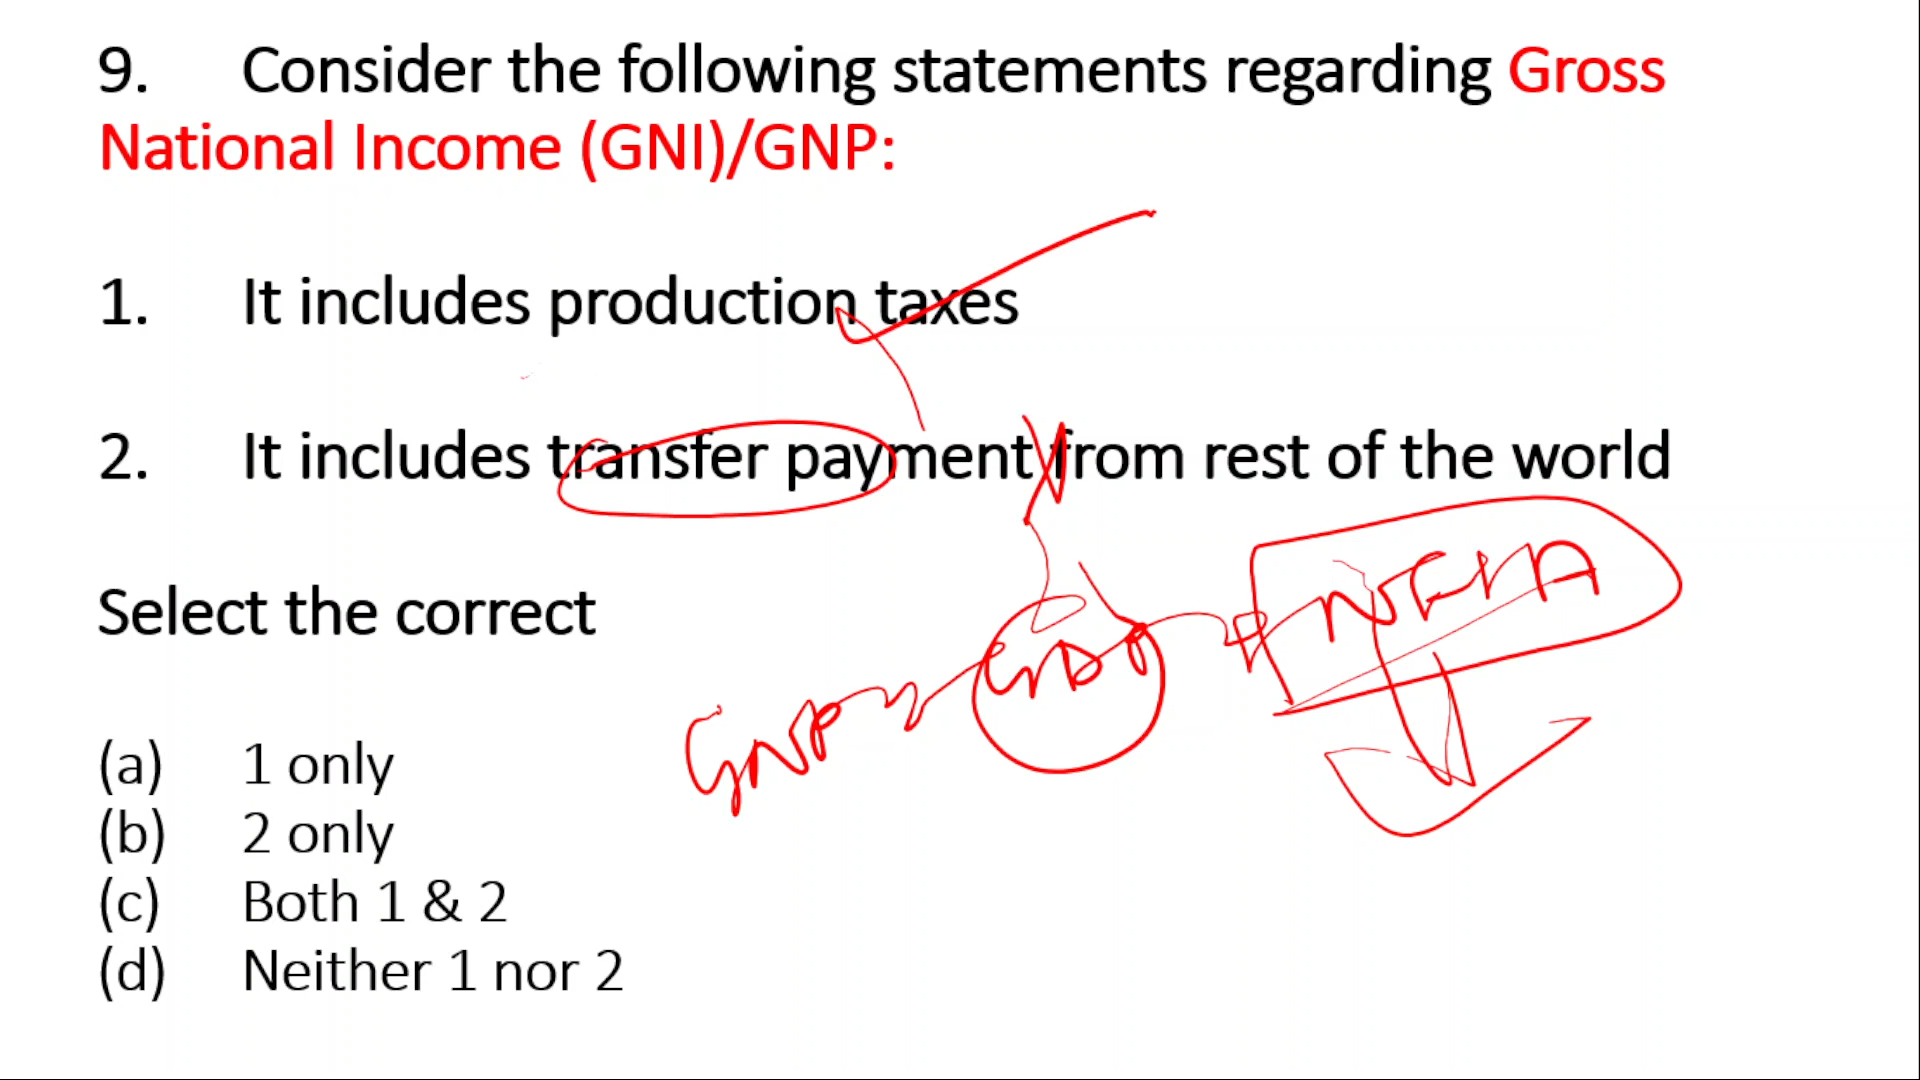 9. Consider the following statements regarding Gross
National Income (GNI)/GNP:
1. It includes production taxes
2. It includes transfer payment from rest of the world
Select the correct
GNP = GDP + NFIA
(a) 1 only
(b) 2 only
(c) Both 1 & 2
(d) Neither 1 nor 2